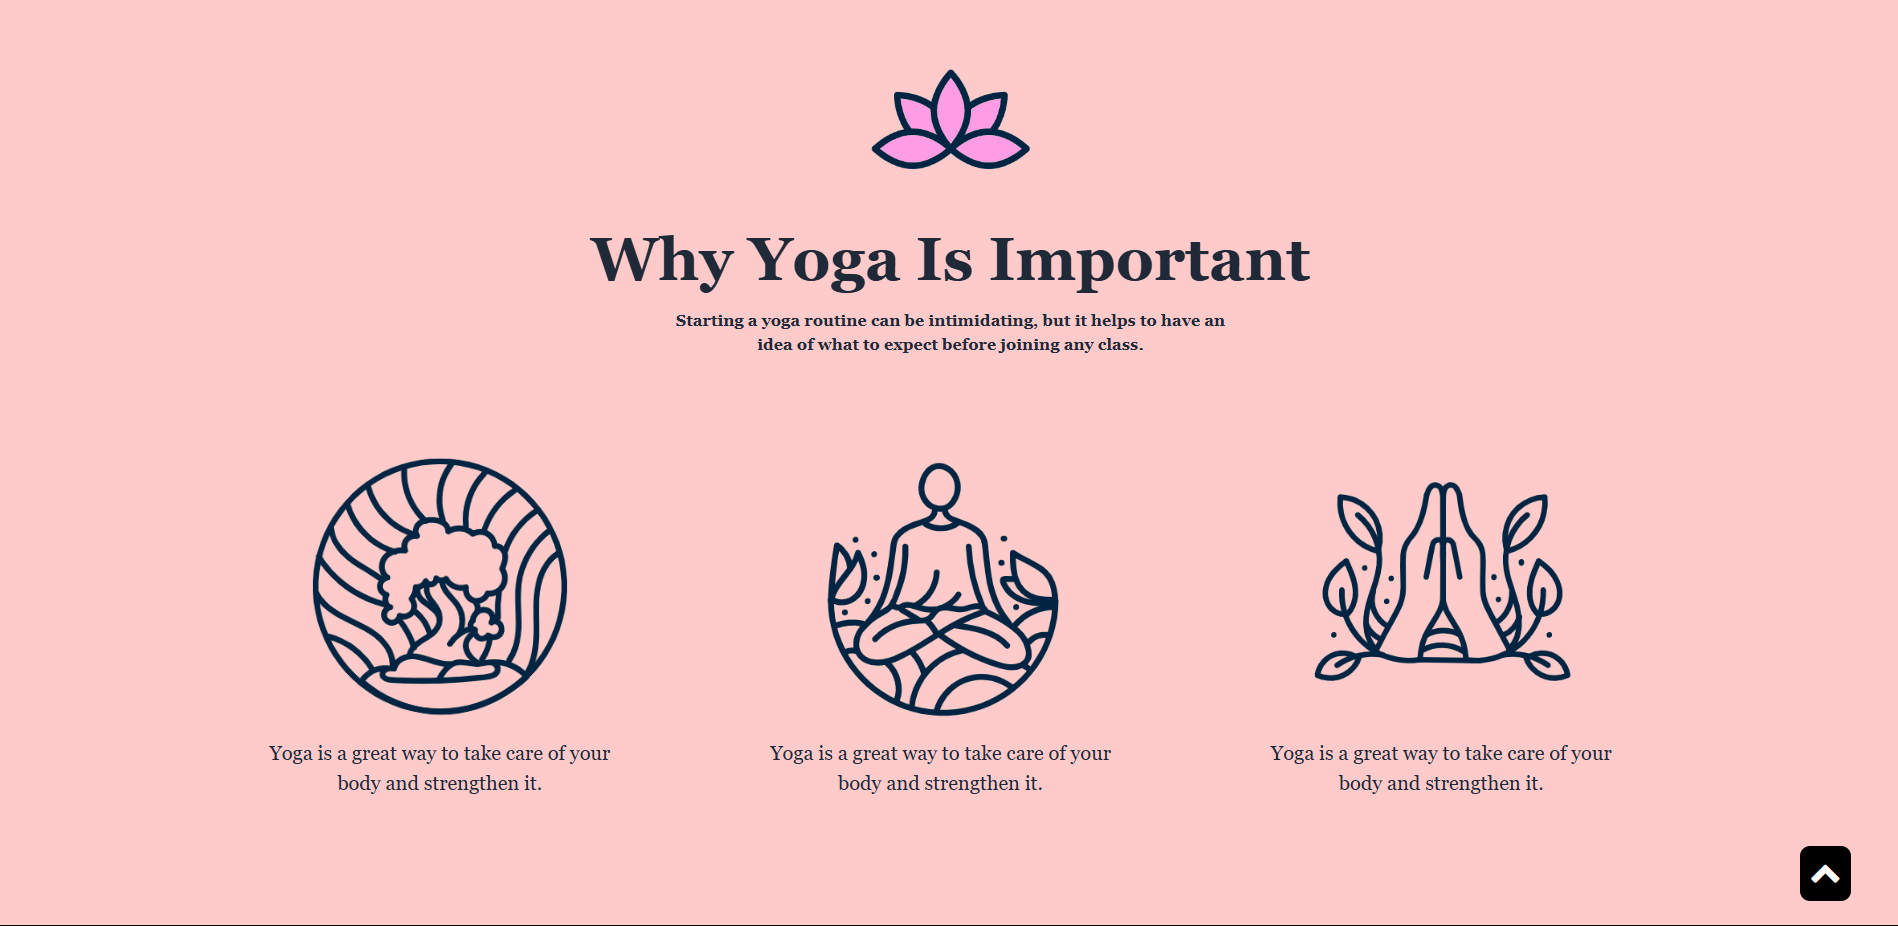 Why Yoga Is Important
Starting a yoga routine can be intimidating, but it helps to have an
idea of what to expect before joining any class.
Yoga is a great way to take care of your
body and strengthen it.
Yoga is a great way to take care of your
body and strengthen it.
Yoga is a great way to take care of your
body and strengthen it.